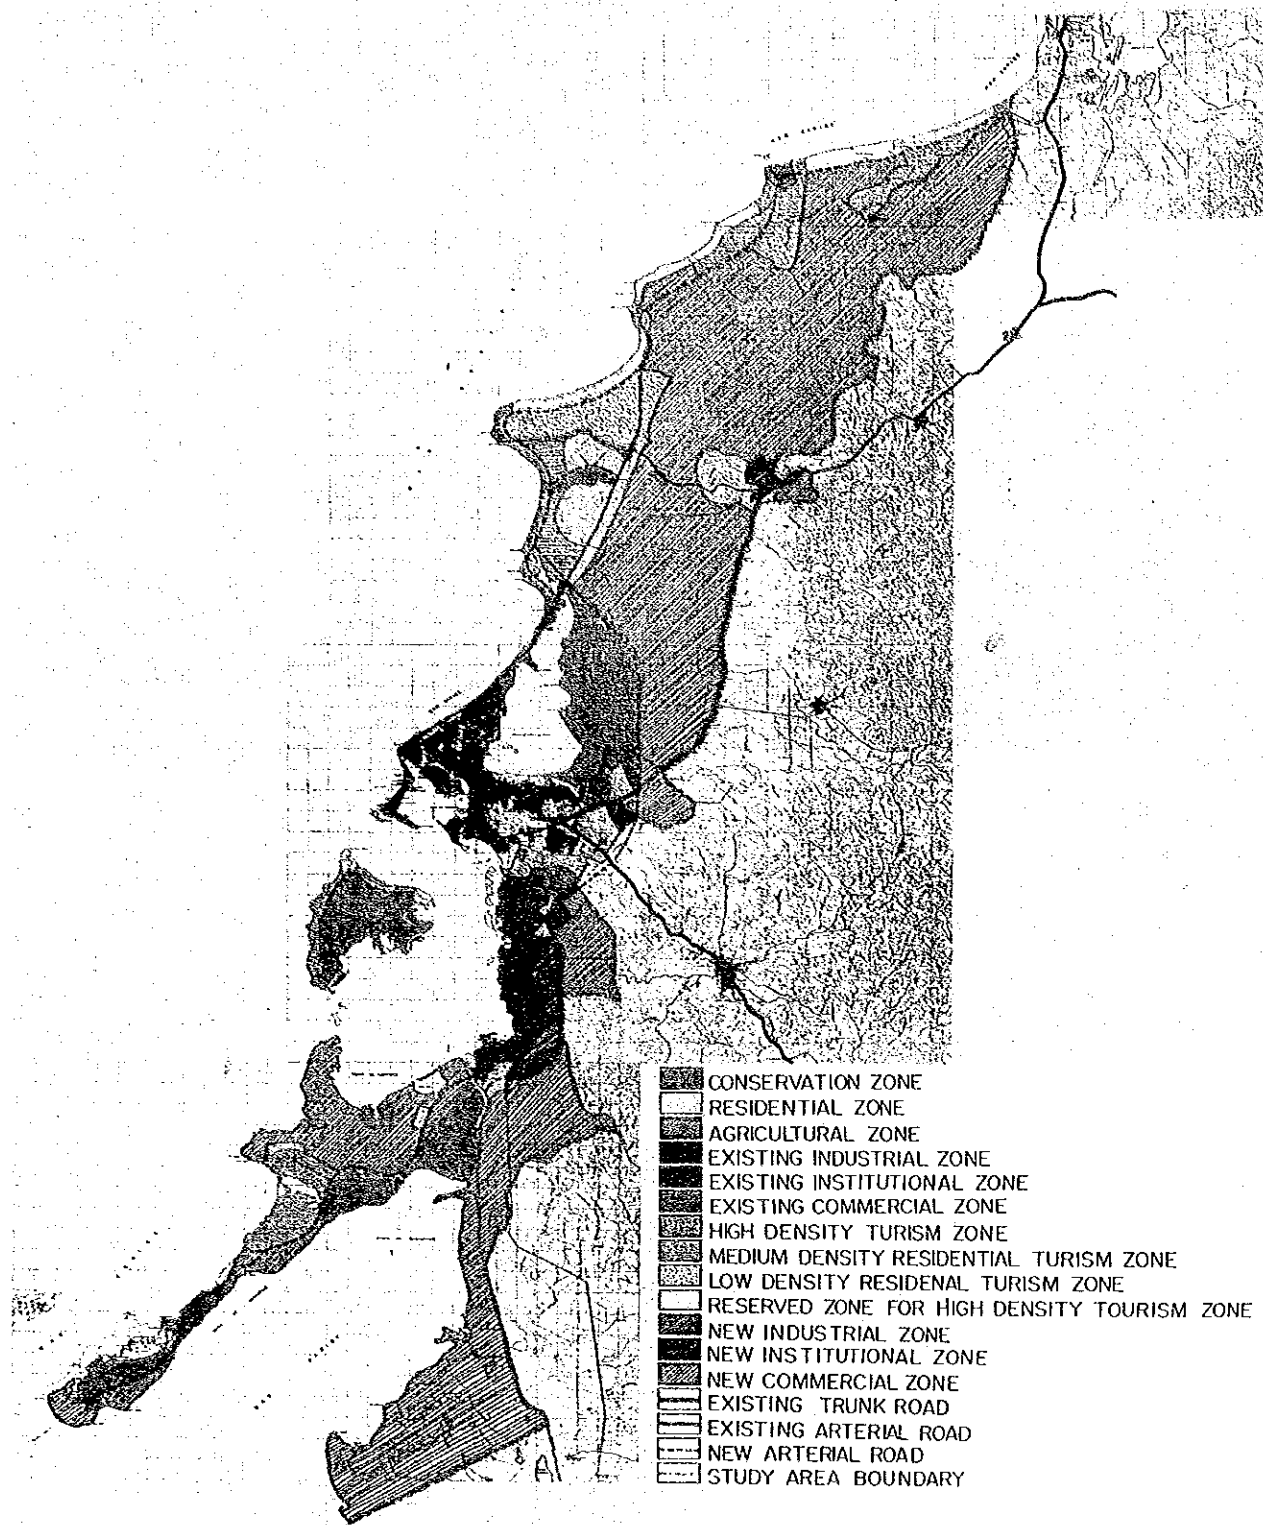 CONSERVATION ZONE
RESIDENTIAL ZONE
AGRICULTURAL ZONE
EXISTING INDUSTRIAL ZONE
EXISTING INSTITUTIONAL ZONE
EXISTING COMMERCIAL ZONE
HIGH DENSITY TURISM ZONE
MEDIUM DENSITY RESIDENTIAL TURISM ZONE
LOW DENSITY RESIDENAL TURISM ZONE
RESERVED ZONE FOR HIGH DENSITY TOURISM ZONE
NEW INDUSTRIAL ZONE
NEW INSTITUTIONAL ZONE
NEW COMMERCIAL ZONE
EXISTING TRUNK ROAD
EXISTING ARTERIAL ROAD
NEW ARTERIAL ROAD
STUDY AREA BOUNDARY